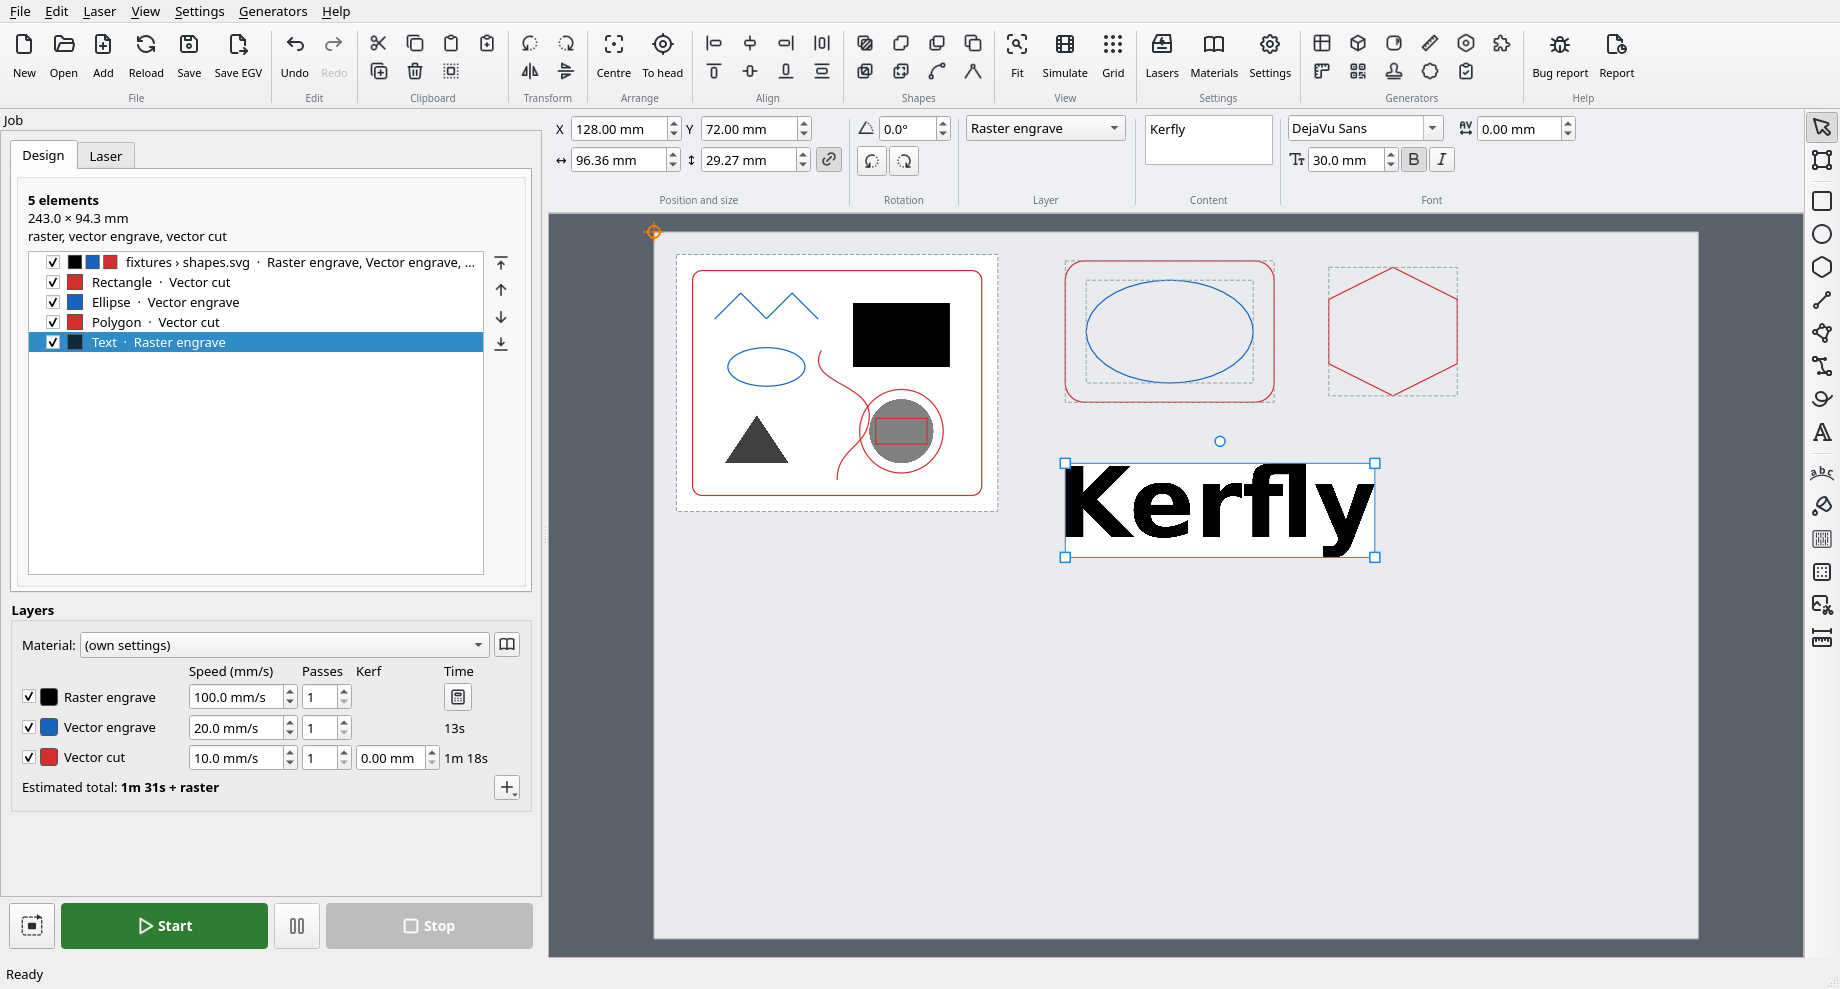 File Edit Laser View Settings Generators Help
New Open Add Reload Save Save EGV Undo Redo Centre To head Fit Simulate Grid Lasers Materials Settings Bug report Report
File Edit Clipboard Transform Arrange Align Shapes View Settings Generators Help
Job
Design Laser
5 elements
243.0 × 94.3 mm
raster, vector engrave, vector cut
fixtures › shapes.svg · Raster engrave, Vector engrave, ...
Rectangle · Vector cut
Ellipse · Vector engrave
Polygon · Vector cut
Text · Raster engrave
Layers
Material: (own settings)
Speed (mm/s) Passes Kerf Time
Raster engrave 100.0 mm/s 1
Vector engrave 20.0 mm/s 1 13s
Vector cut 10.0 mm/s 1 0.00 mm 1m 18s
Estimated total: 1m 31s + raster
Start Stop
Ready
X 128.00 mm Y 72.00 mm 0.0° Raster engrave Kerfly DejaVu Sans AV 0.00 mm
96.36 mm 29.27 mm Tт 30.0 mm B I
Position and size Rotation Layer Content Font
Kerfly
A
abc